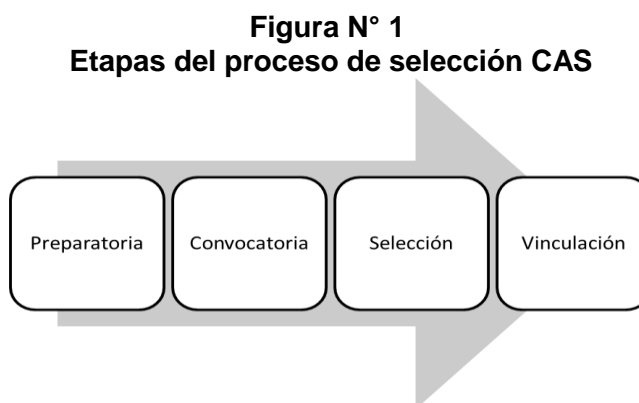 Figura N° 1
Etapas del proceso de selección CAS
Preparatoria
Convocatoria
Selección
Vinculación